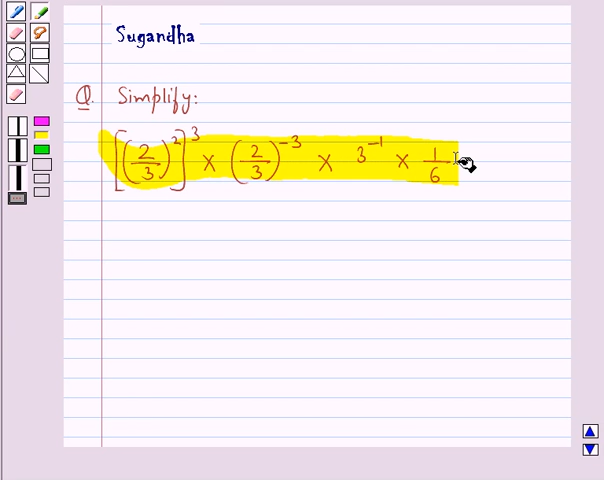 Sugandha
Q. Simplify:
[(2/3)²]³ × (2/3)⁻³ × 3⁻¹ × 1/6